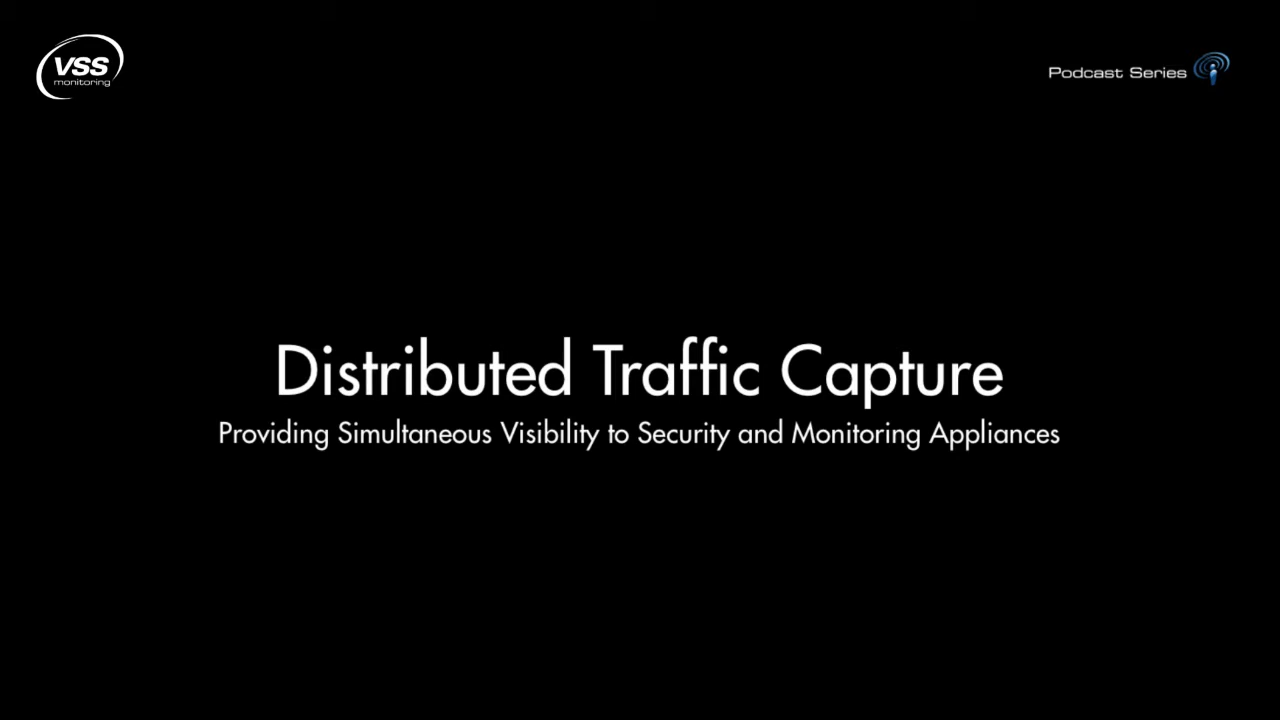 VSS
monitoring
Podcast Series
Distributed Traffic Capture
Providing Simultaneous Visibility to Security and Monitoring Appliances